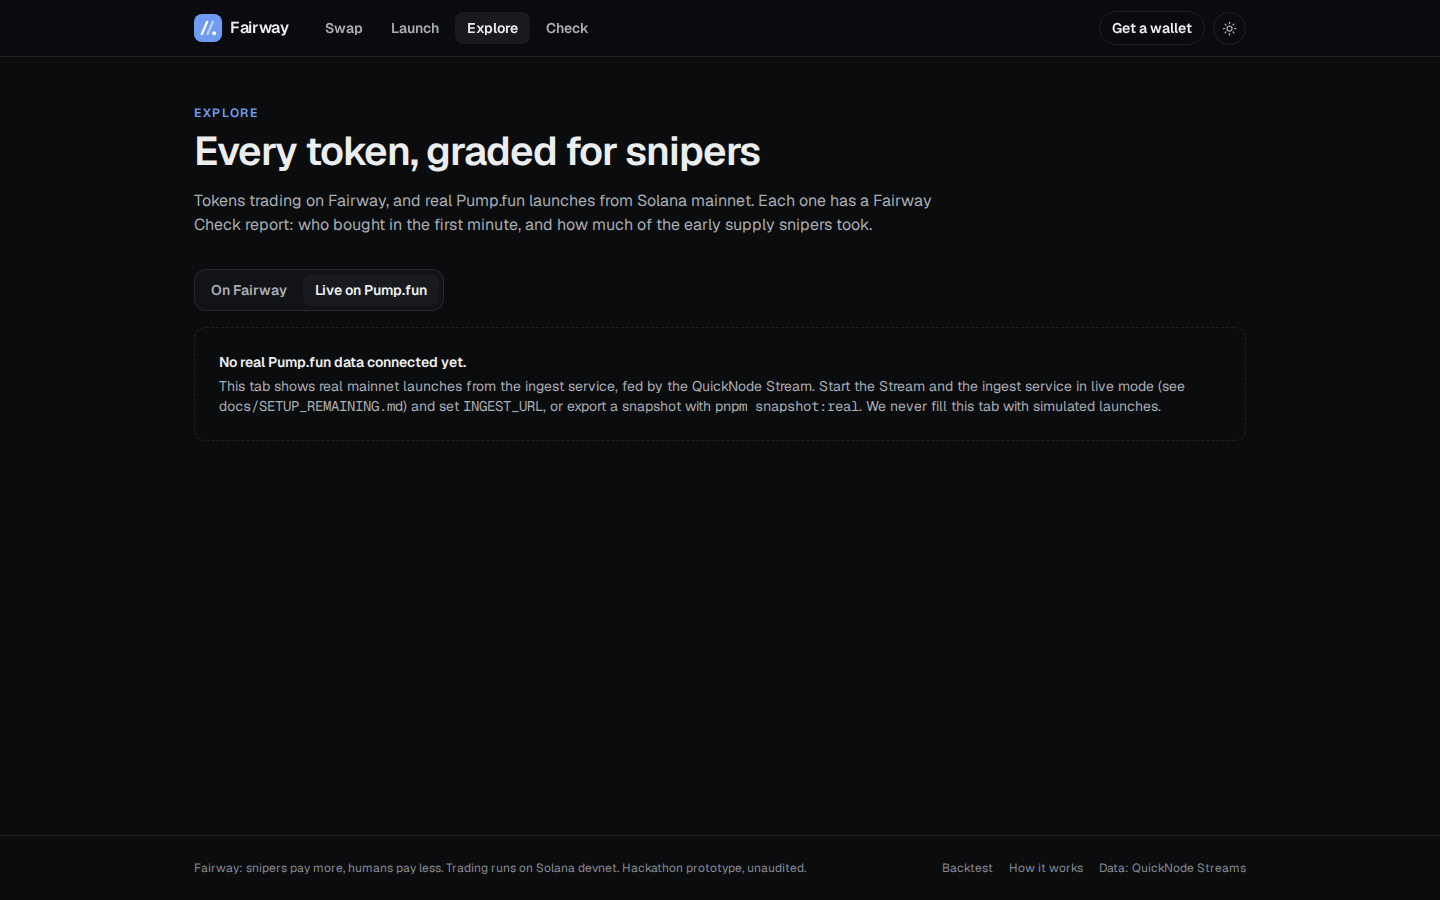 Fairway
Swap
Launch
Explore
Check
Get a wallet
EXPLORE
Every token, graded for snipers
Tokens trading on Fairway, and real Pump.fun launches from Solana mainnet. Each one has a Fairway
Check report: who bought in the first minute, and how much of the early supply snipers took.
On Fairway
Live on Pump.fun
No real Pump.fun data connected yet.
This tab shows real mainnet launches from the ingest service, fed by the QuickNode Stream. Start the Stream and the ingest service in live mode (see
docs/SETUP_REMAINING.md) and set INGEST_URL, or export a snapshot with pnpm snapshot:real. We never fill this tab with simulated launches.
Fairway: snipers pay more, humans pay less. Trading runs on Solana devnet. Hackathon prototype, unaudited.
Backtest
How it works
Data: QuickNode Streams